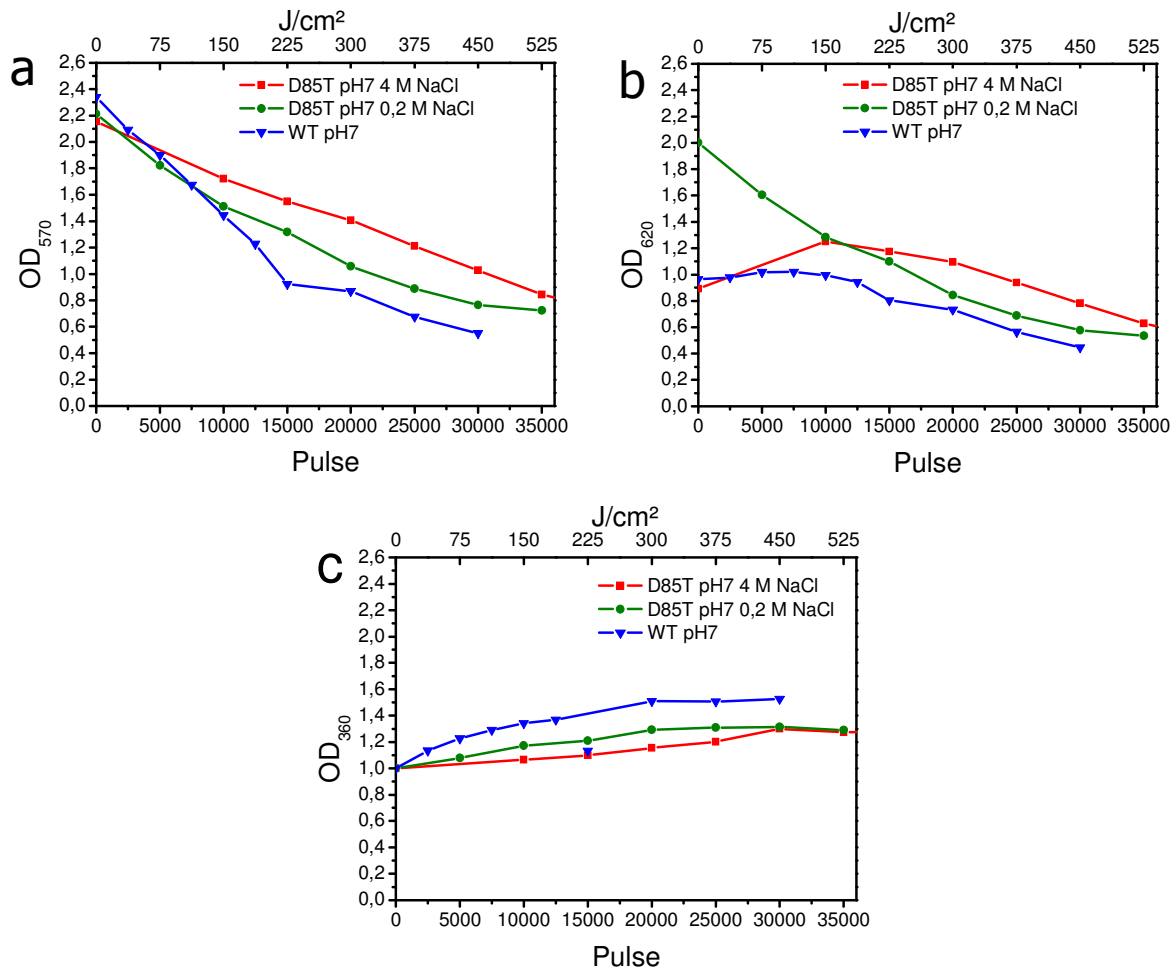 J/cm²
0 75 150 225 300 375 450 525
a
2,6
2,4
2,2
2,0
1,8
1,6
1,4
1,2
1,0
0,8
0,6
0,4
0,2
0,0
OD570
D85T pH7 4 M NaCl
D85T pH7 0,2 M NaCl
WT pH7
0 5000 10000 15000 20000 25000 30000 35000
Pulse
J/cm²
0 75 150 225 300 375 450 525
b
2,6
2,4
2,2
2,0
1,8
1,6
1,4
1,2
1,0
0,8
0,6
0,4
0,2
0,0
OD620
D85T pH7 4 M NaCl
D85T pH7 0,2 M NaCl
WT pH7
0 5000 10000 15000 20000 25000 30000 35000
Pulse
J/cm²
0 75 150 225 300 375 450 525
c
2,6
2,4
2,2
2,0
1,8
1,6
1,4
1,2
1,0
0,8
0,6
0,4
0,2
0,0
OD360
D85T pH7 4 M NaCl
D85T pH7 0,2 M NaCl
WT pH7
0 5000 10000 15000 20000 25000 30000 35000
Pulse